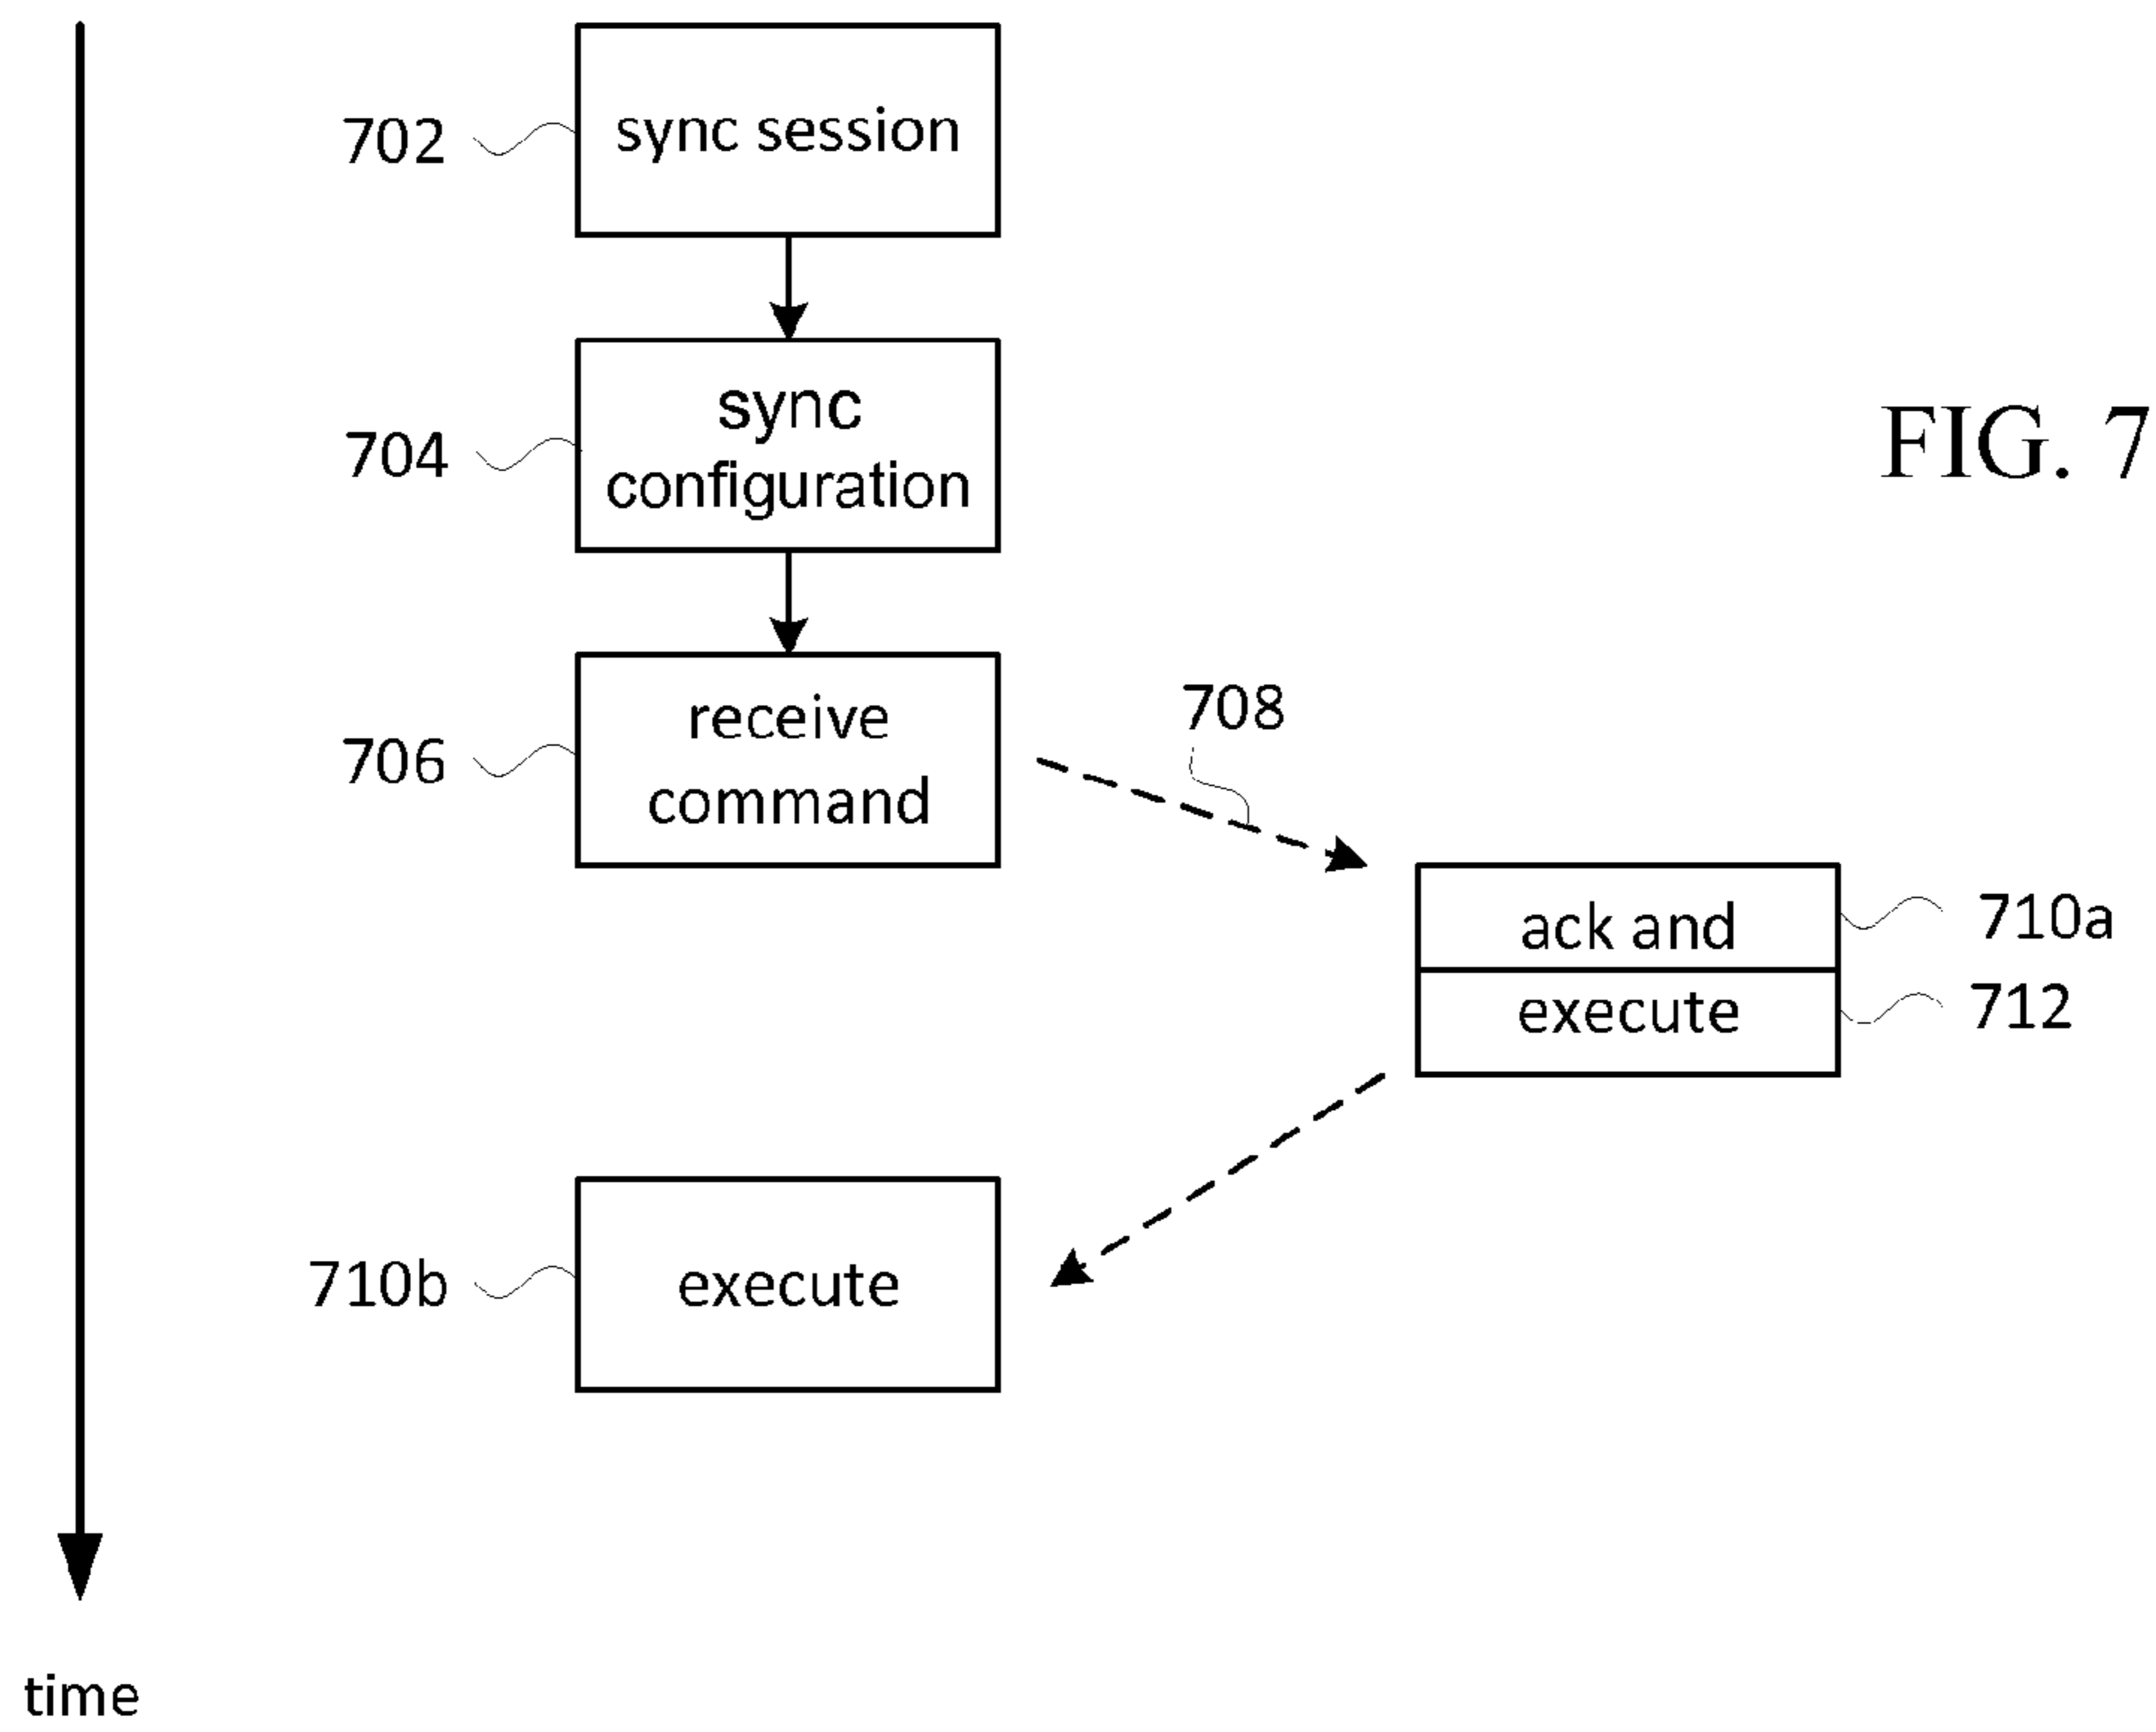 702
sync session
704
sync
configuration
FIG. 7
706
receive
command
708
ack and
710a
execute
712
710b
execute
time